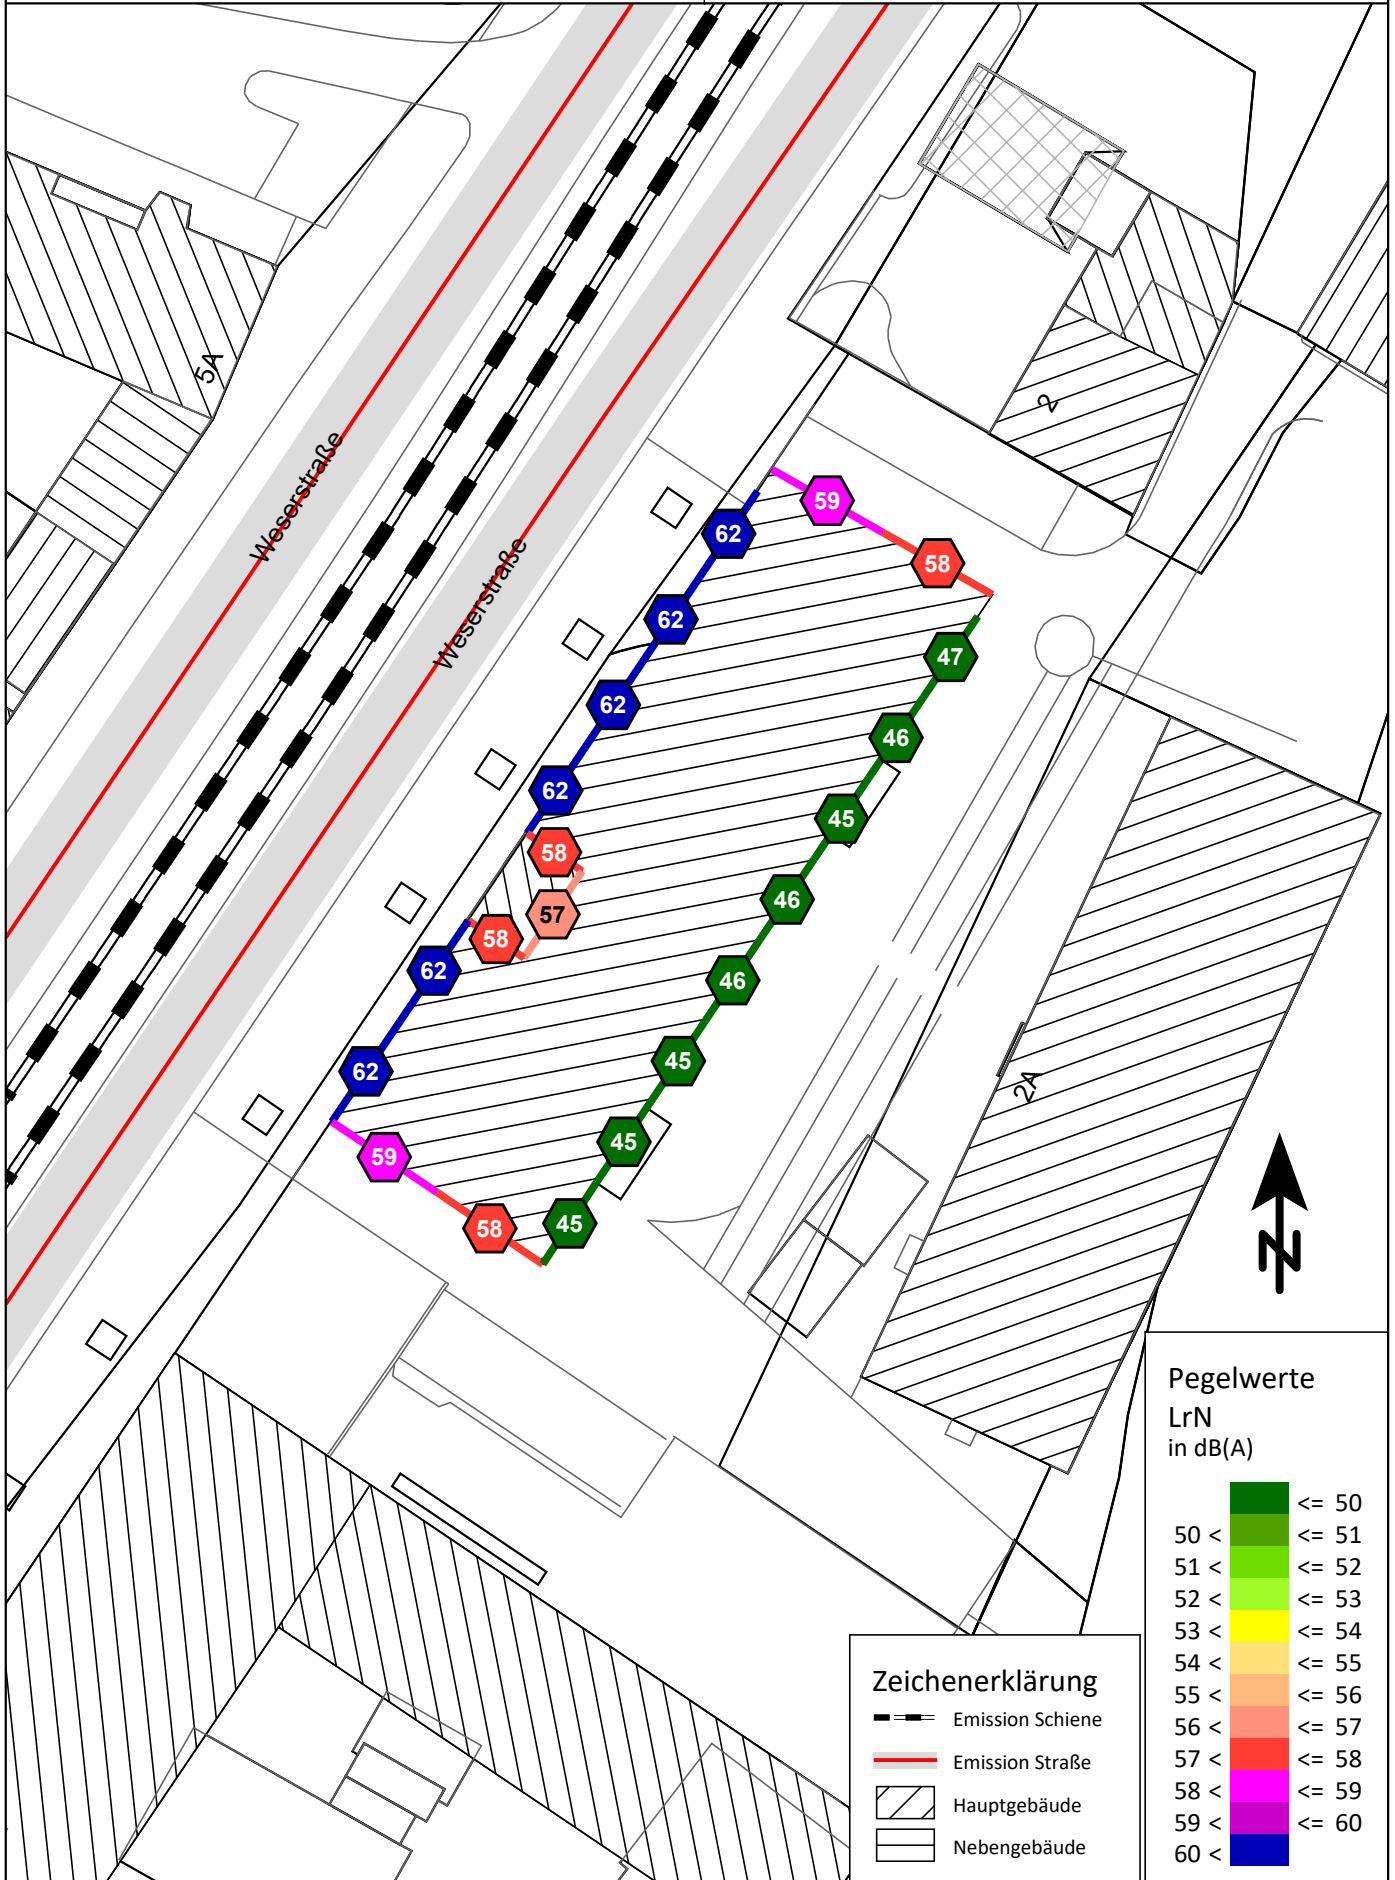 5A
2
Weserstraße
59
62
Weserstraße
58
62
47
62
46
62
45
58
46
57
58
62
46
45
62
2A
45
59
45
58
N
Pegelwerte
LrN
in dB(A)
<= 50
50 < <= 51
51 < <= 52
52 < <= 53
53 < <= 54
54 < <= 55
55 < <= 56
56 < <= 57
57 < <= 58
58 < <= 59
59 < <= 60
60 <
Zeichenerklärung
Emission Schiene
Emission Straße
Hauptgebäude
Nebengebäude